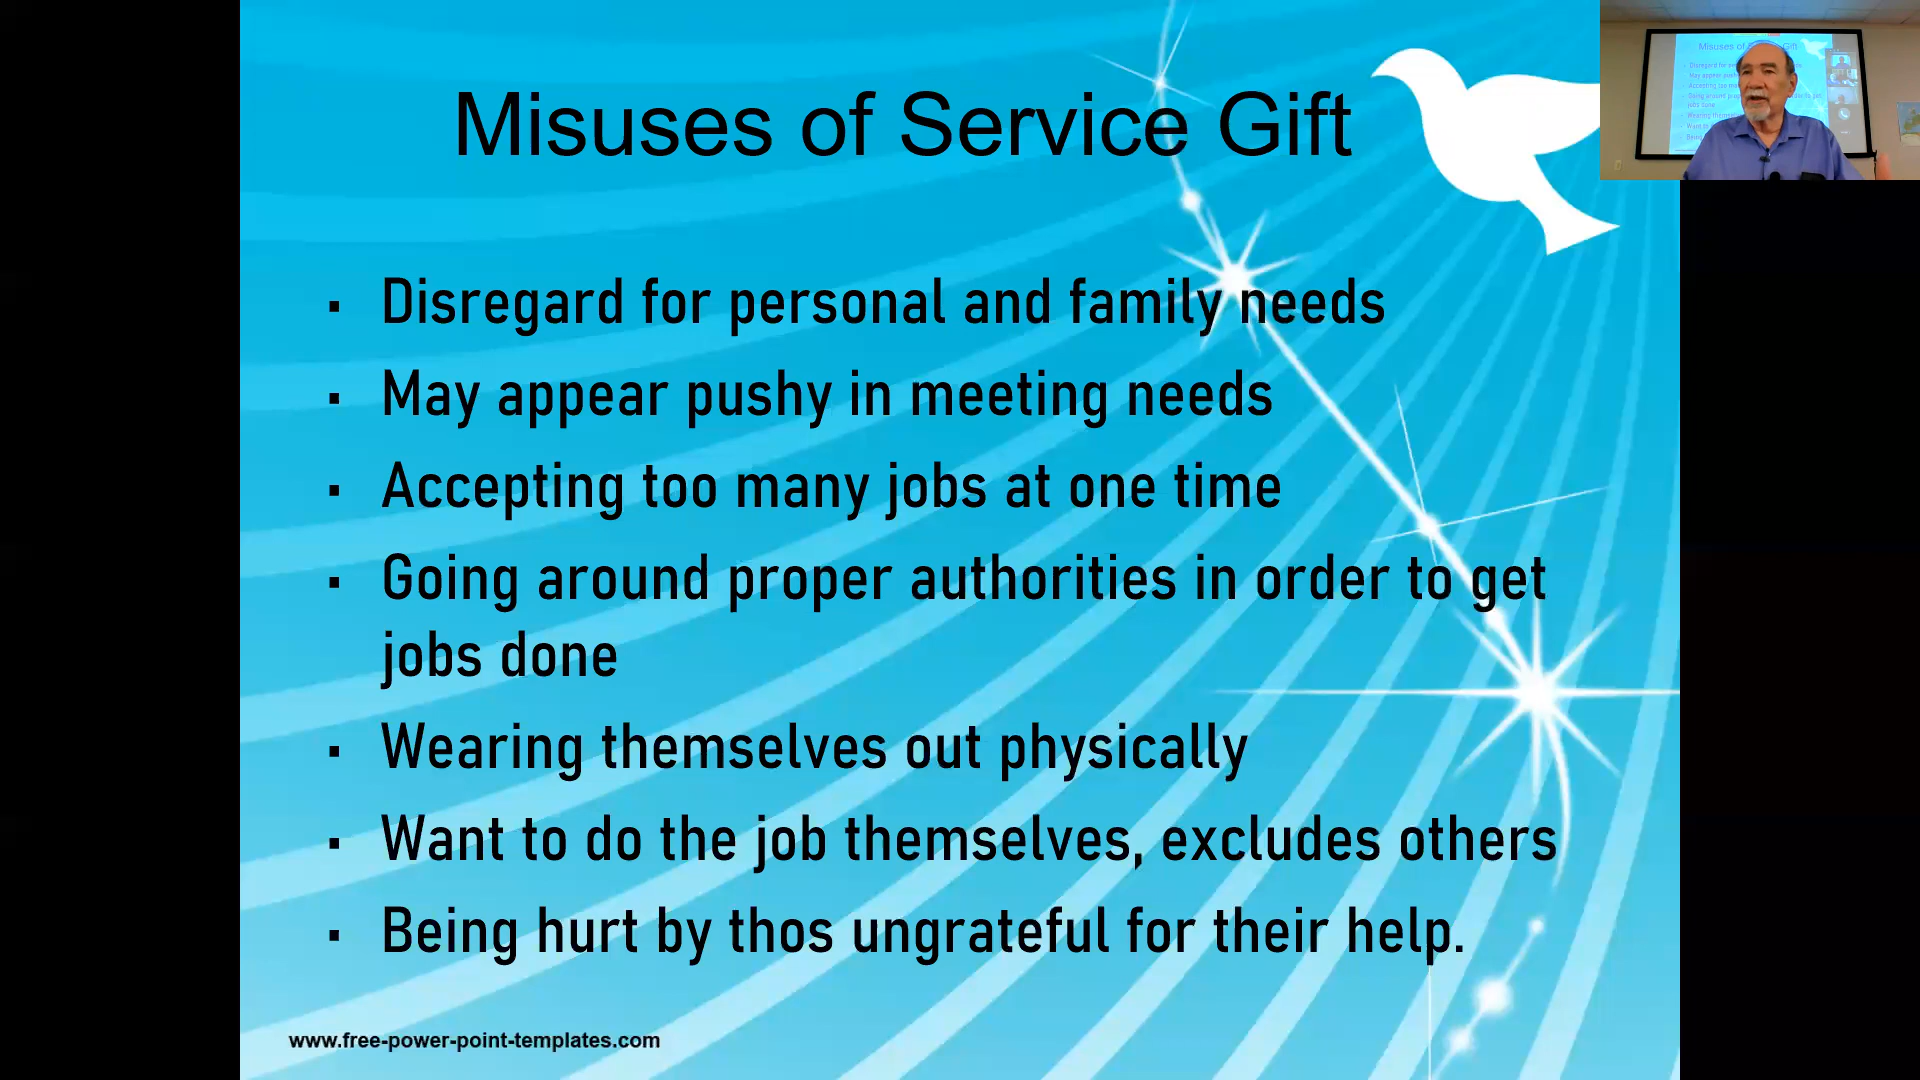 Misuses of Service Gift
▪ Disregard for personal and family needs
▪ May appear pushy in meeting needs
▪ Accepting too many jobs at one time
▪ Going around proper authorities in order to get
jobs done
▪ Wearing themselves out physically
▪ Want to do the job themselves, excludes others
▪ Being hurt by thos ungrateful for their help.
www.free-power-point-templates.com